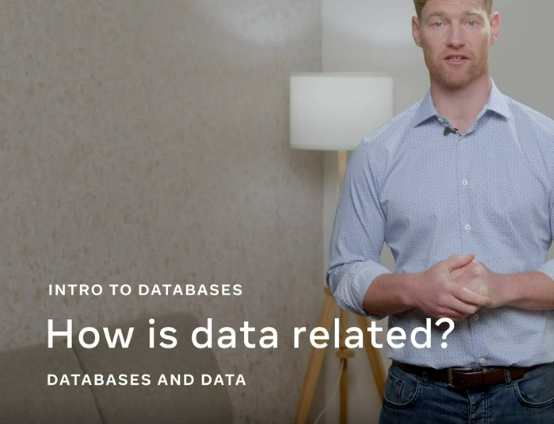 INTRO TO DATABASES
How is data related?
DATABASES AND DATA